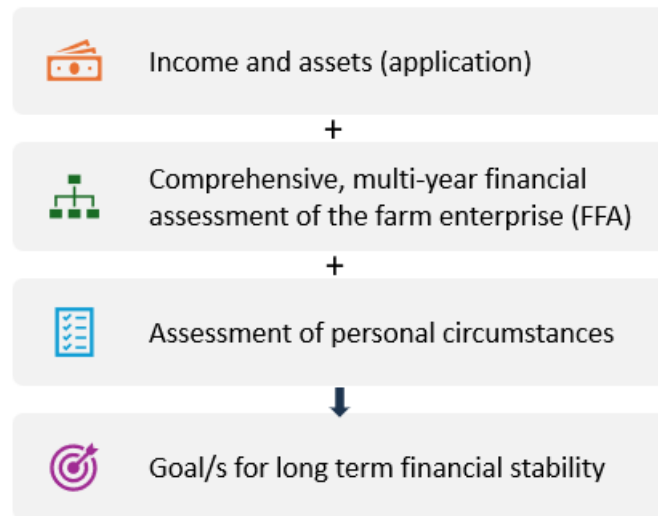 Income and assets (application)
+
Comprehensive, multi-year financial
assessment of the farm enterprise (FFA)
+
Assessment of personal circumstances
Goal/s for long term financial stability